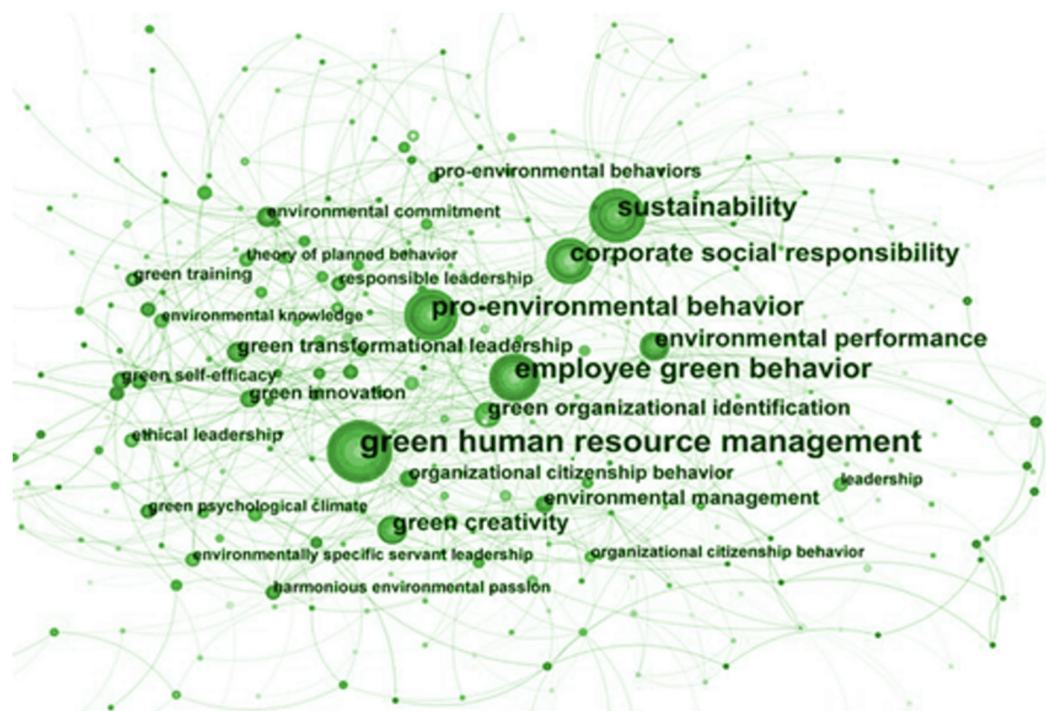 pro-environmental behaviors
sustainability
environmental commitment
corporate social responsibility
theory of planned behavior
green training
responsible leadership
pro-environmental behavior
environmental knowledge
environmental performance
green transformational leadership
employee green behavior
green self-efficacy
green innovation
green organizational identification
ethical leadership
green human resource management
organizational citizenship behavior
leadership
environmental management
green psychological climate
green creativity
environmentally specific servant leadership
organizational citizenship behavior
harmonious environmental passion